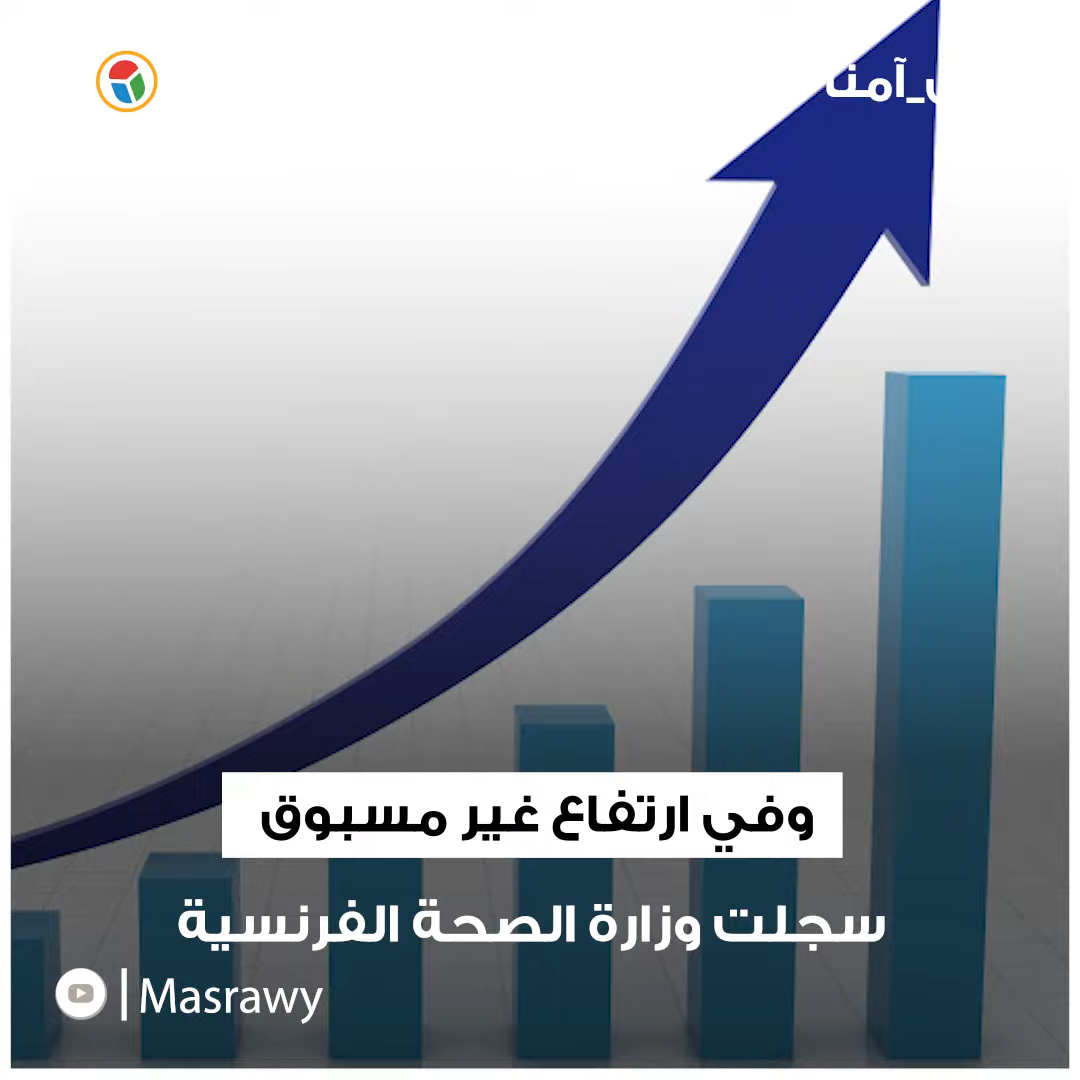 آمنا
وفي ارتفاع غير مسبوق
سجلت وزارة الصحة الفرنسية
| Masrawy